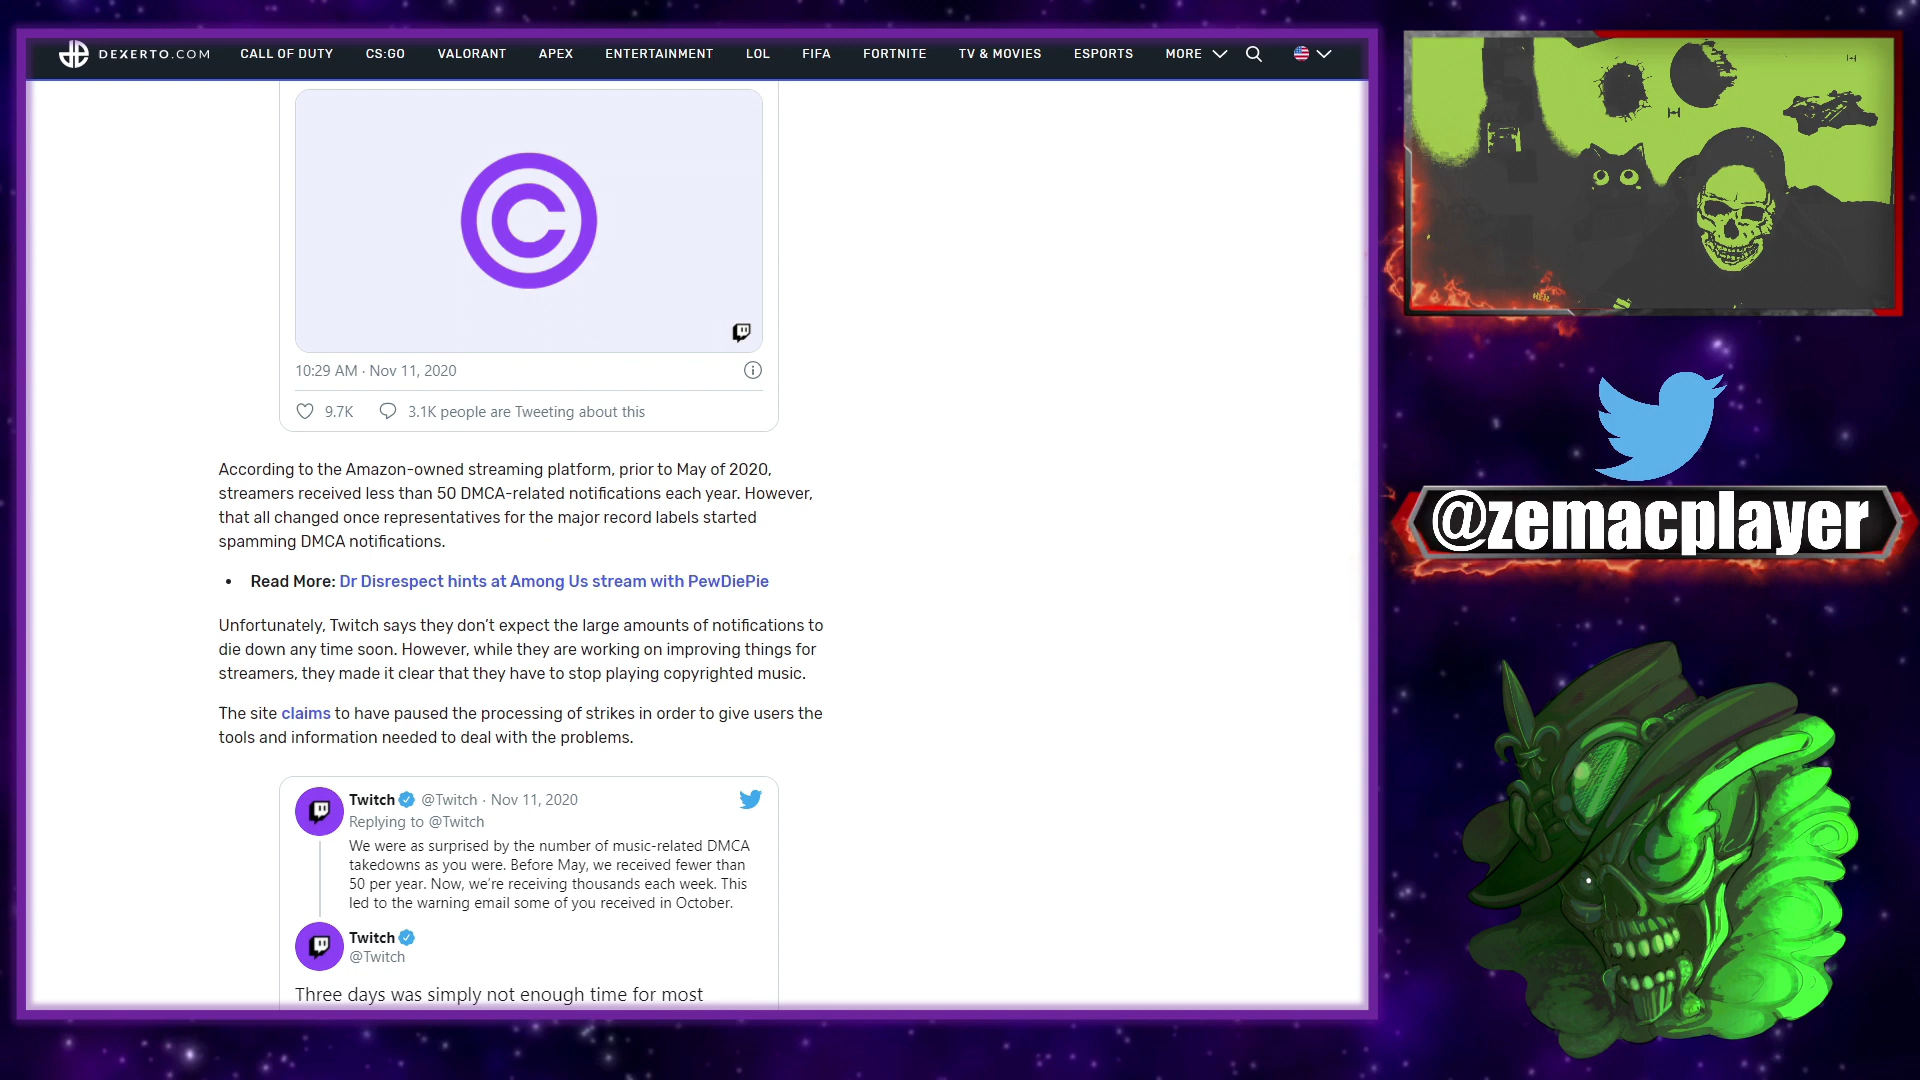 DEXERTO.COM
CALL OF DUTY
CS:GO
VALORANT
APEX
ENTERTAINMENT
LOL
FIFA
FORTNITE
TV & MOVIES
ESPORTS
MORE
10:29 AM · Nov 11, 2020
9.7K
3.1K people are Tweeting about this
According to the Amazon-owned streaming platform, prior to May of 2020,
streamers received less than 50 DMCA-related notifications each year. However,
that all changed once representatives for the major record labels started
spamming DMCA notifications.
• Read More: Dr Disrespect hints at Among Us stream with PewDiePie
Unfortunately, Twitch says they don’t expect the large amounts of notifications to
die down any time soon. However, while they are working on improving things for
streamers, they made it clear that they have to stop playing copyrighted music.
The site claims to have paused the processing of strikes in order to give users the
tools and information needed to deal with the problems.
Twitch @Twitch · Nov 11, 2020
Replying to @Twitch
We were as surprised by the number of music-related DMCA
takedowns as you were. Before May, we received fewer than
50 per year. Now, we’re receiving thousands each week. This
led to the warning email some of you received in October.
Twitch
@Twitch
Three days was simply not enough time for most
@zemacplayer